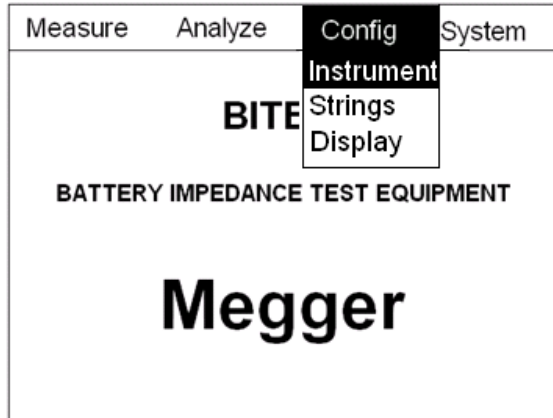 Measure Analyze Config System
Instrument
Strings
Display
BITE
BATTERY IMPEDANCE TEST EQUIPMENT
Megger